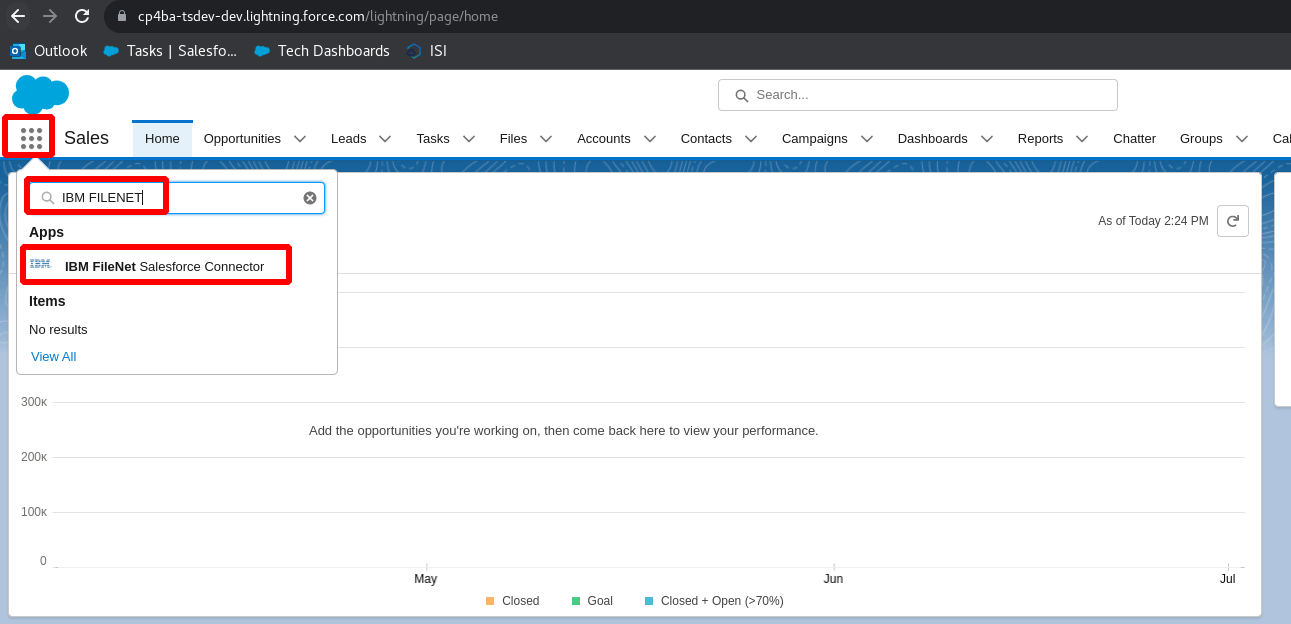 cp4ba-tsdev-dev.lightning.force.com/lightning/page/home
Outlook Tasks | Salesfo... Tech Dashboards ISI
Search...
Sales Home Opportunities Leads Tasks Files Accounts Contacts Campaigns Dashboards Reports Chatter Groups Cal
IBM FILENET
As of Today 2:24 PM
Apps
IBM IBM FileNet Salesforce Connector
Items
No results
View All
300K
Add the opportunities you're working on, then come back here to view your performance.
200K
100K
0
May Jun Jul
Closed Goal Closed + Open (>70%)